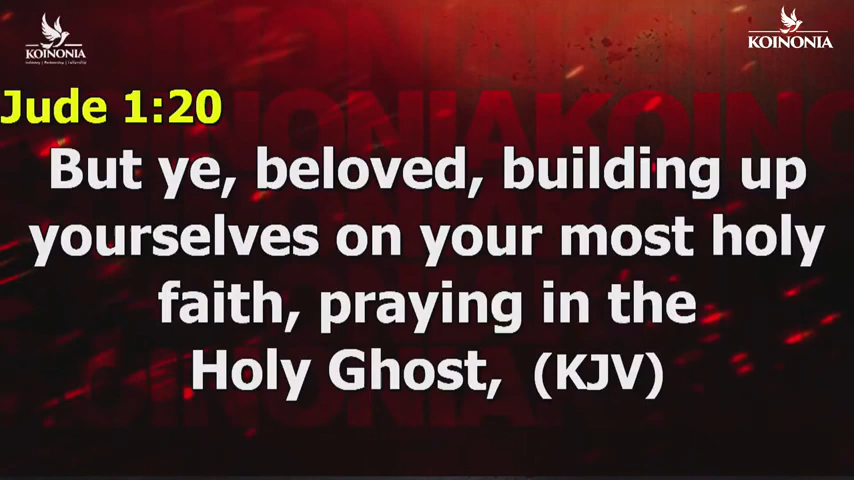 KOINONIA
KOINONIA
Jude 1:20
But ye, beloved, building up
yourselves on your most holy
faith, praying in the
Holy Ghost, (KJV)